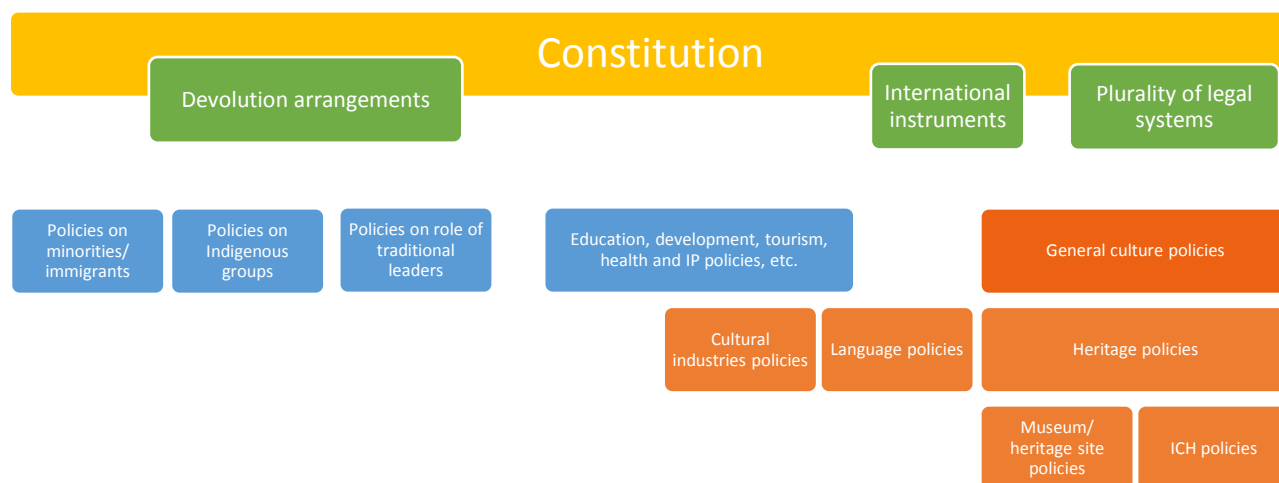 Constitution
Devolution arrangements
International
instruments
Plurality of legal
systems
Policies on
minorities/
immigrants
Policies on
Indigenous
groups
Policies on role of
traditional
leaders
Education, development, tourism,
health and IP policies, etc.
General culture policies
Cultural
industries policies
Language policies
Heritage policies
Museum/
heritage site
policies
ICH policies